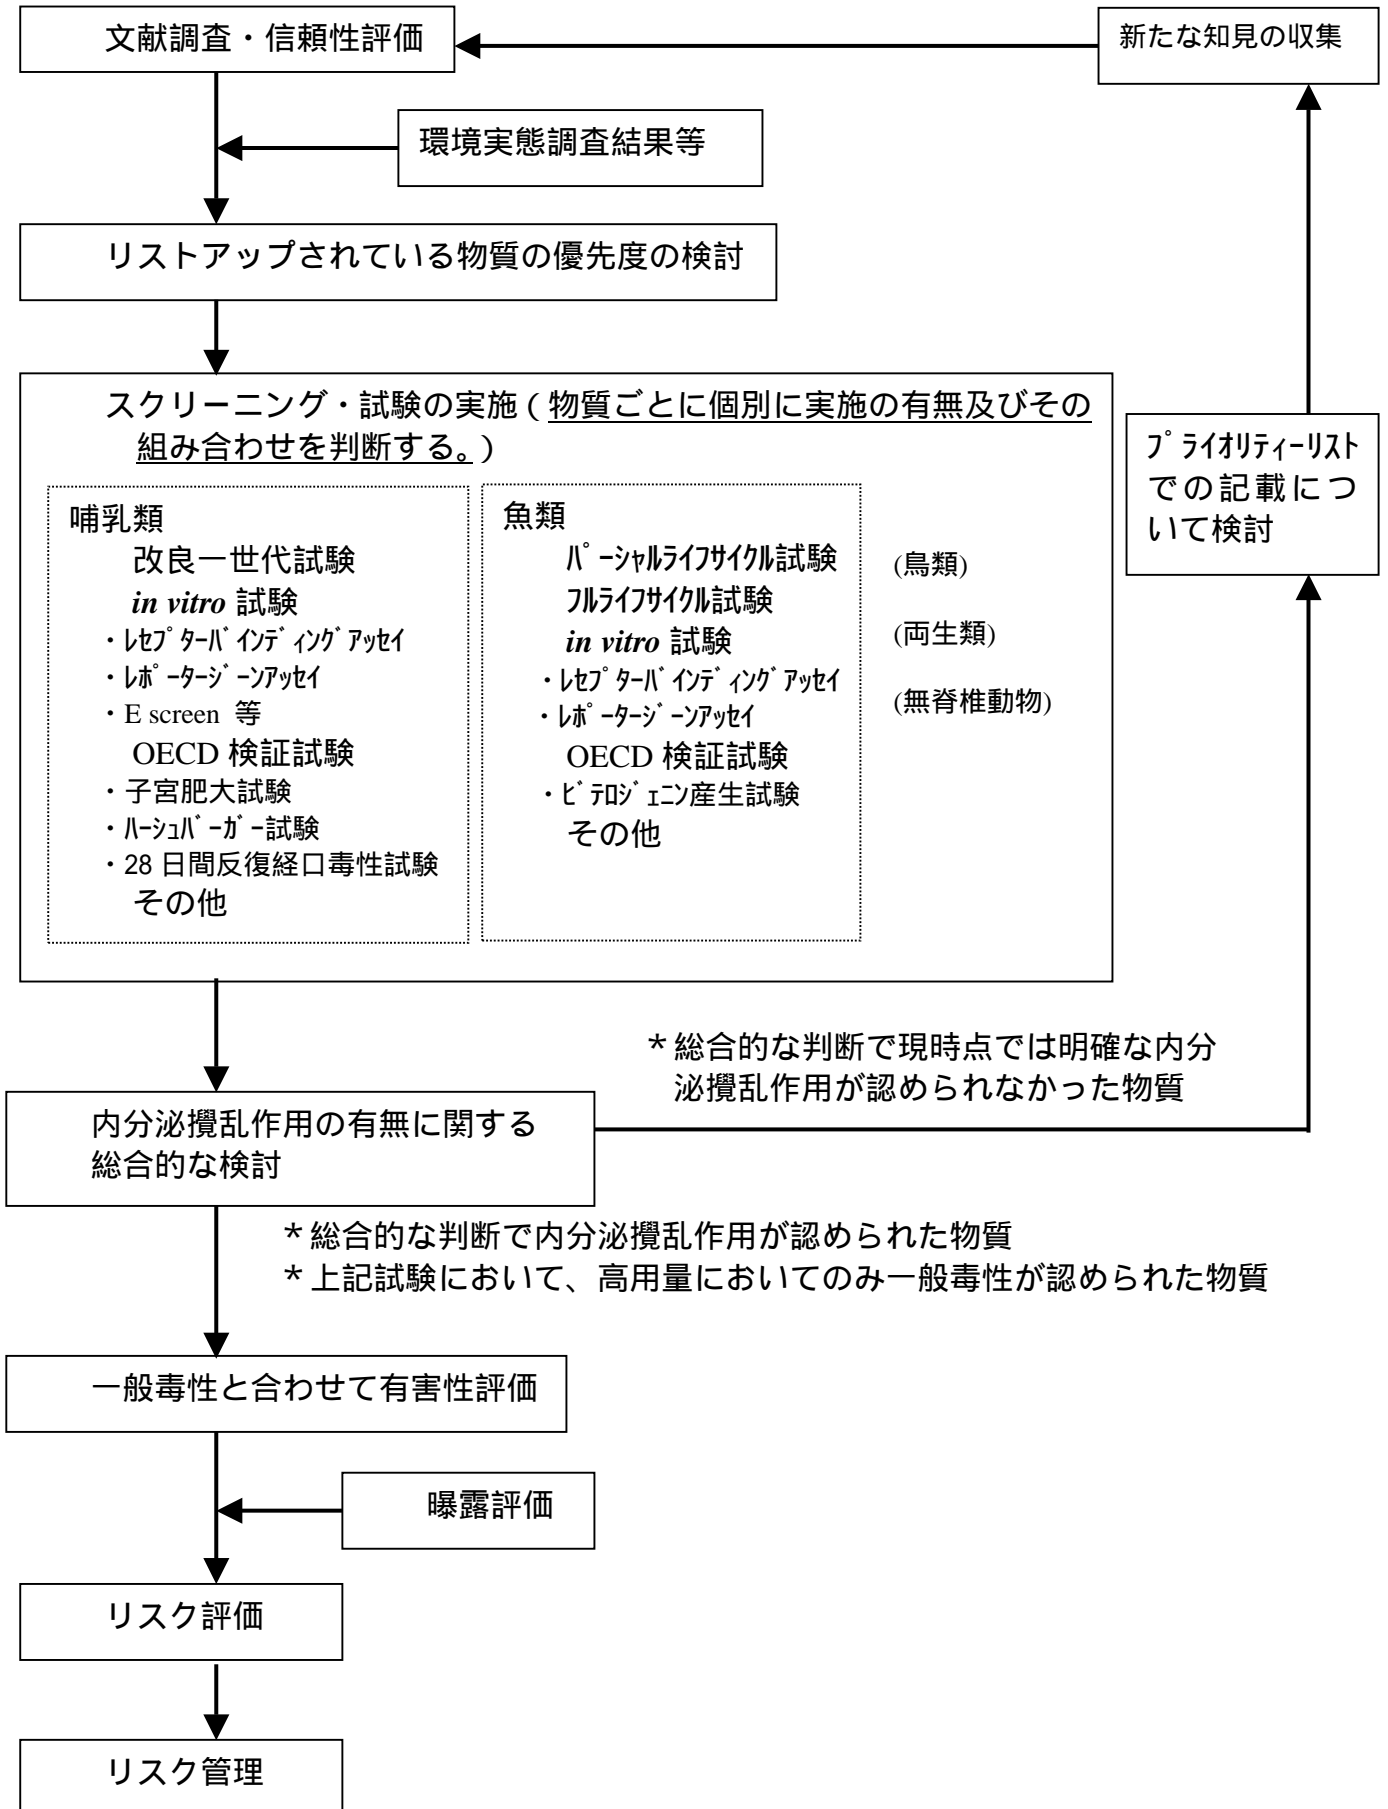 文献調査・信頼性評価
新たな知見の収集
環境実態調査結果等
リストアップされている物質の優先度の検討
スクリーニング・試験の実施（物質ごとに個別に実施の有無及びその
組み合わせを判断する。）
哺乳類
改良一世代試験
in vitro 試験
・ﾚｾﾌﾟﾀｰﾊﾞｲﾝﾃﾞｨﾝｸﾞｱｯｾｲ
・ﾚﾎﾟｰﾀｰｼﾞｰﾝｱｯｾｲ
・E screen 等
OECD 検証試験
・子宮肥大試験
・ﾊｰｼｭﾊﾞｰｶﾞｰ試験
・28 日間反復経口毒性試験
その他
魚類
ﾊﾟｰｼｬﾙﾗｲﾌｻｲｸﾙ試験
ﾌﾙﾗｲﾌｻｲｸﾙ試験
in vitro 試験
・ﾚｾﾌﾟﾀｰﾊﾞｲﾝﾃﾞｨﾝｸﾞｱｯｾｲ
・ﾚﾎﾟｰﾀｰｼﾞｰﾝｱｯｾｲ
OECD 検証試験
・ﾋﾞﾃﾛｼﾞｪﾆﾝ産生試験
その他
(鳥類)
(両生類)
(無脊椎動物)
ﾌﾟﾗｲｵﾘﾃｨｰﾘｽﾄ
での記載につ
いて検討
＊総合的な判断で現時点では明確な内分
泌攪乱作用が認められなかった物質
内分泌攪乱作用の有無に関する
総合的な検討
＊総合的な判断で内分泌攪乱作用が認められた物質
＊上記試験において、高用量においてのみ一般毒性が認められた物質
一般毒性と合わせて有害性評価
曝露評価
リスク評価
リスク管理